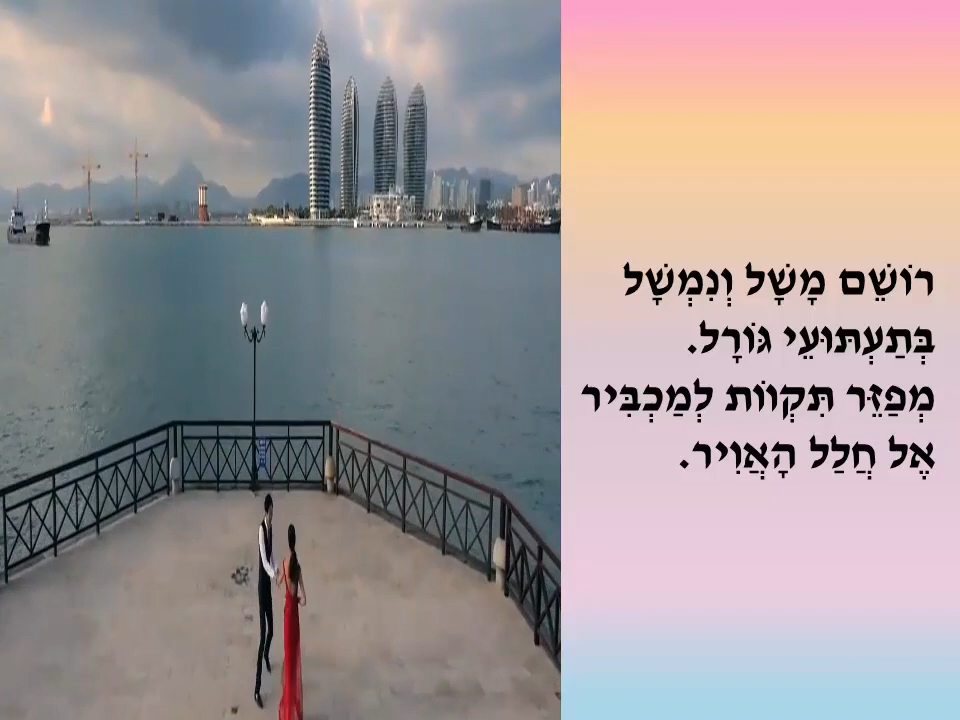 רוֹשֵׁם מָשָׁל וְנִמְשָׁל
בְּתַעְתּוּעֵי גּוֹרָל.
מְפַזֵּר תִּקְווֹת לְמַכְבִּיר
אֶל חֲלַל הָאֲוִיר.